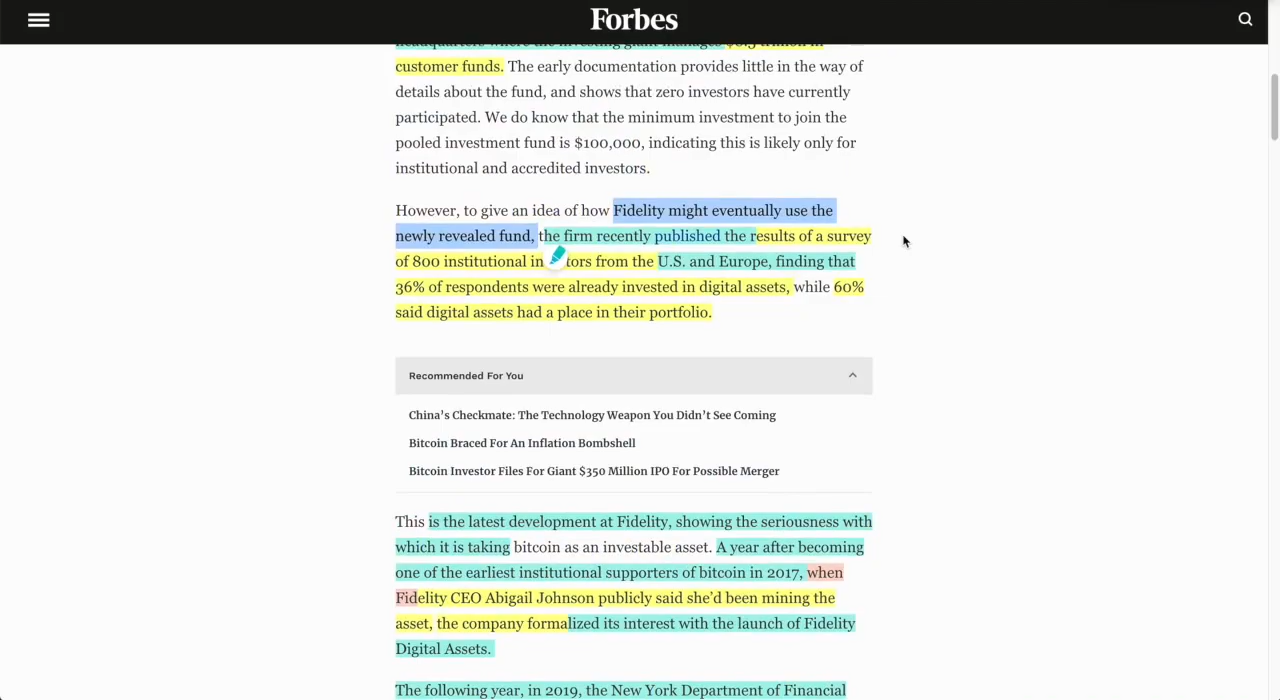 Forbes
headquarters where the investing giant manages
customer funds. The early documentation provides little in the way of
details about the fund, and shows that zero investors have currently
participated. We do know that the minimum investment to join the
pooled investment fund is $100,000, indicating this is likely only for
institutional and accredited investors.
However, to give an idea of how Fidelity might eventually use the
newly revealed fund, the firm recently published the results of a survey
of 800 institutional in tors from the U.S. and Europe, finding that
36% of respondents were already invested in digital assets, while 60%
said digital assets had a place in their portfolio.
Recommended For You
China’s Checkmate: The Technology Weapon You Didn’t See Coming
Bitcoin Braced For An Inflation Bombshell
Bitcoin Investor Files For Giant $350 Million IPO For Possible Merger
This is the latest development at Fidelity, showing the seriousness with
which it is taking bitcoin as an investable asset. A year after becoming
one of the earliest institutional supporters of bitcoin in 2017, when
Fidelity CEO Abigail Johnson publicly said she’d been mining the
asset, the company formalized its interest with the launch of Fidelity
Digital Assets.
The following year, in 2019, the New York Department of Financial